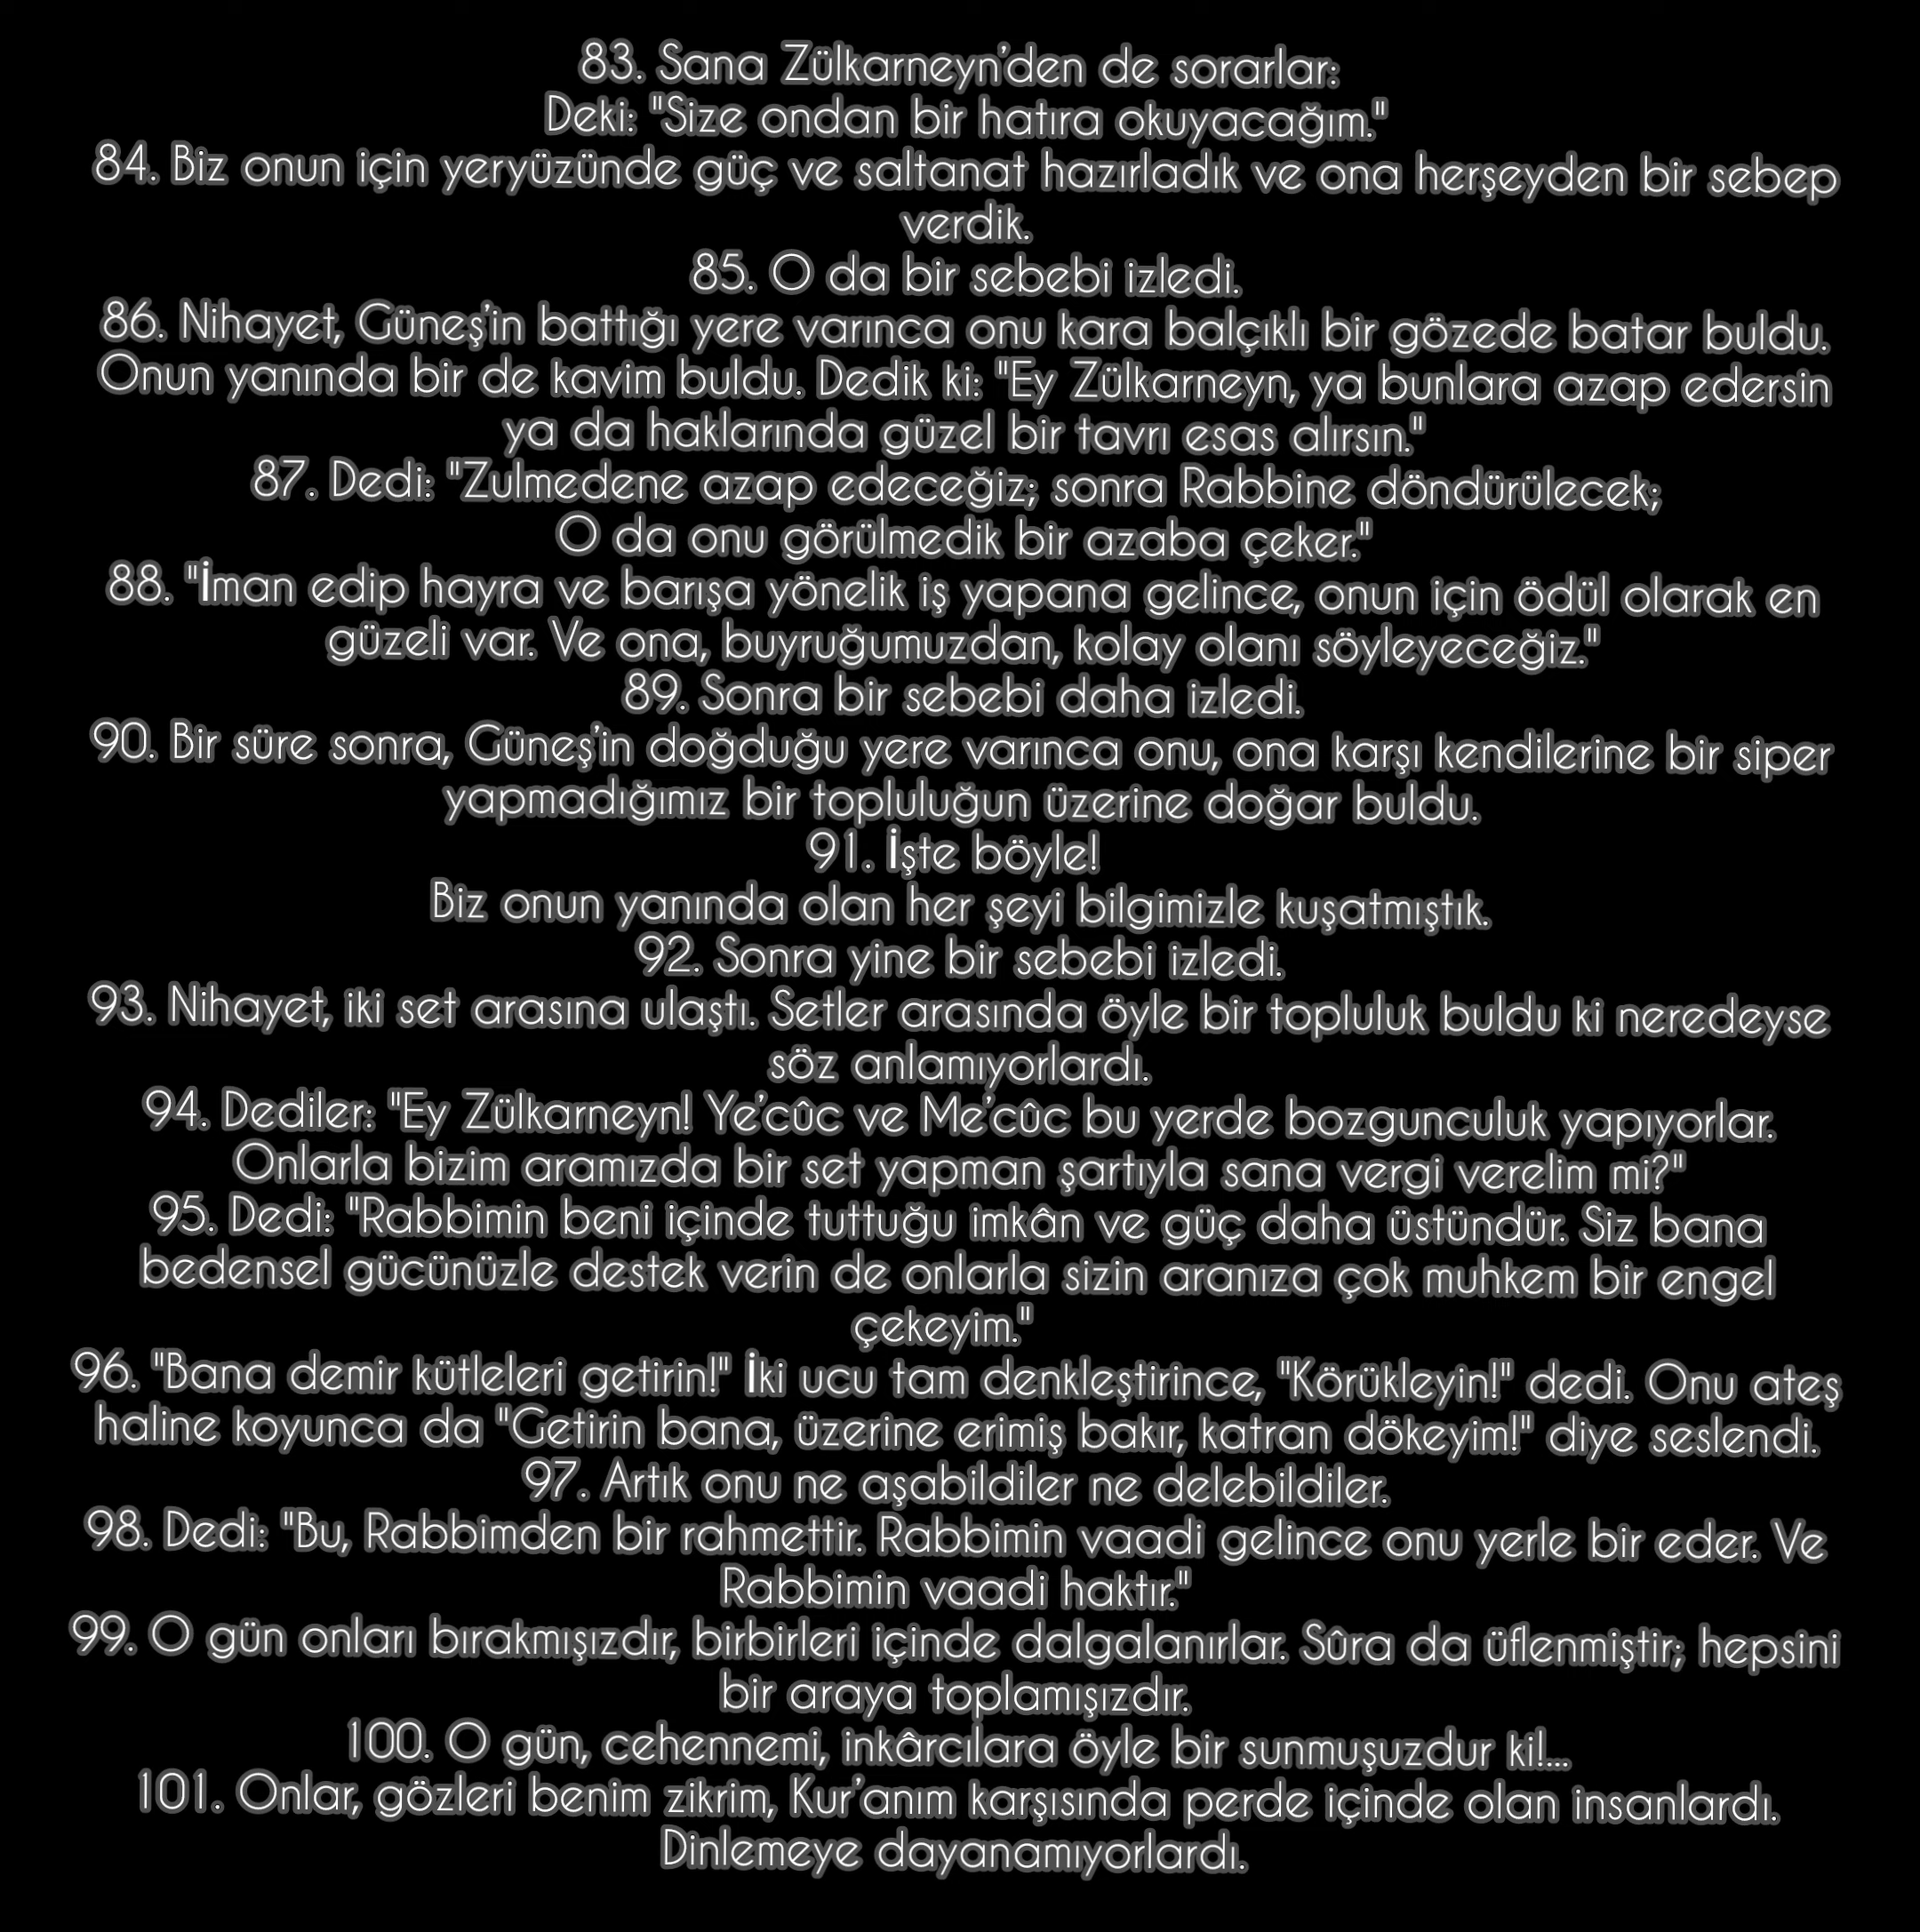 83. Sana Zülkarneyn'den de sorarlar:
Deki: "Size ondan bir hatıra okuyacağım."
84. Biz onun için yeryüzünde güç ve saltanat hazırladık ve ona herşeyden bir sebep
verdik.
85. O da bir sebebi izledi.
86. Nihayet, Güneş'in battığı yere varınca onu kara balçıklı bir gözede batar buldu.
Onun yanında bir de kavim buldu. Dedik ki: "Ey Zülkarneyn, ya bunlara azap edersin
ya da haklarında güzel bir tavrı esas alırsın."
87. Dedi: "Zulmedene azap edeceğiz; sonra Rabbine döndürülecek;
O da onu görülmedik bir azaba çeker."
88. "İman edip hayra ve barışa yönelik iş yapana gelince, onun için ödül olarak en
güzeli var. Ve ona, buyruğumuzdan, kolay olanı söyleyeceğiz."
89. Sonra bir sebebi daha izledi.
90. Bir süre sonra, Güneş'in doğduğu yere varınca onu, ona karşı kendilerine bir siper
yapmadığımız bir topluluğun üzerine doğar buldu.
91. İşte böyle!
Biz onun yanında olan her şeyi bilgimizle kuşatmıştık.
92. Sonra yine bir sebebi izledi.
93. Nihayet, iki set arasına ulaştı. Setler arasında öyle bir topluluk buldu ki neredeyse
söz anlamıyorlardı.
94. Dediler: "Ey Zülkarneyn! Ye'cûc ve Me'cûc bu yerde bozgunculuk yapıyorlar.
Onlarla bizim aramızda bir set yapman şartıyla sana vergi verelim mi?"
95. Dedi: "Rabbimin beni içinde tuttuğu imkân ve güç daha üstündür. Siz bana
bedensel gücünüzle destek verin de onlarla sizin aranıza çok muhkem bir engel
çekeyim."
96. "Bana demir kütleleri getirin!" İki ucu tam denkleştirince, "Körükleyin!" dedi. Onu ateş
haline koyunca da "Getirin bana, üzerine erimiş bakır, katran dökeyim!" diye seslendi.
97. Artık onu ne aşabildiler ne delebildiler.
98. Dedi: "Bu, Rabbimden bir rahmettir. Rabbimin vaadi gelince onu yerle bir eder. Ve
Rabbimin vaadi haktır."
99. O gün onları bırakmışızdır, birbirleri içinde dalgalanırlar. Sûra da üflenmiştir; hepsini
bir araya toplamışızdır.
100. O gün, cehennemi, inkârcılara öyle bir sunmuşuzdur ki!...
101. Onlar, gözleri benim zikrim, Kur'anım karşısında perde içinde olan insanlardı.
Dinlemeye dayanamıyorlardı.